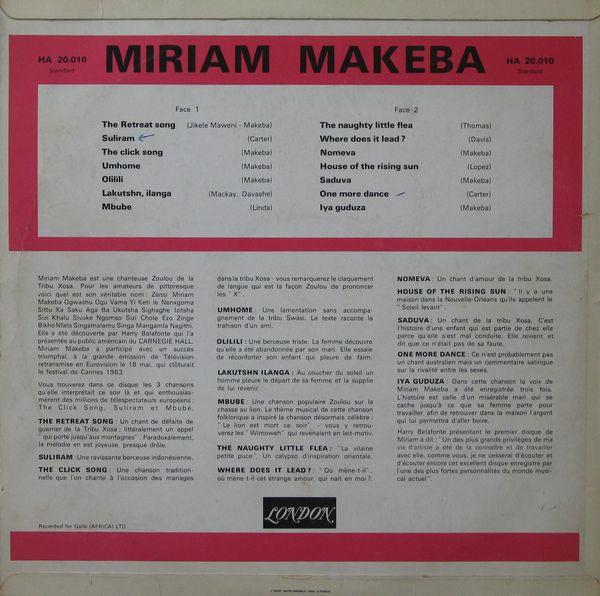 HA 20.010
Standard
MIRIAM MAKEBA
HA 20.010
Standard
Face 1
The Retreat song (Jikele Maweni - Makeba)
Suliram (Carter)
The click song (Makeba)
Umhome (Makeba)
Olilili (Makeba)
Lakutshn, ilanga (Mackay, Davashe)
Mbube (Linda)
Face 2
The naughty little flea (Thomas)
Where does it lead ? (Davis)
Nomeva (Makeba)
House of the rising sun (Lopez)
Saduva (Makeba)
One more dance (Carter)
Iya guduza (Makeba)
Miriam Makeba est une chanteuse Zoulou de la
Tribu Xosa. Pour les amateurs de pittoresque
voici quel est son véritable nom : Zensi Miriam
Makeba Ogwashu Ogu Vama Yi Keti le Nerixgoma
Sittu Xa Saku Aga Ba Ukutsha Sighaghe Izitsha
Sizi Khalu Sivuke Ngomso Sizi Chole Ezo Zinge
Bikho Nfalo Singamalamu Singa Mangamla Nagithi.
Elle a été découverte par Harry Belafonte qui l'a
présentée au public américain du CARNEGIE HALL.
Miriam Makeba a participé avec un succès
triomphal, à la grande émission de Télévision
retransmise en Eurovision le 18 mai, qui clôturait
le festival de Cannes 1963.
Vous trouverez dans ce disque les 3 chansons
qu'elle interprétait ce soir là et qui enthousias-
mèrent des millions de télespectateurs européens :
The Click Song, Suliram et Mbubé.
THE RETREAT SONG : Un chant de défaite de
guerrier de la Tribu Xosa : littéralement un appel
" qui porte jusqu'aux montagnes". Paradoxalement,
la mélodie en est joyeuse, presque drôle.
SULIRAM : Une ravissante berceuse indonésienne.
THE CLICK SONG : Une chanson tradition-
nelle que l'on chante à l'occasion des mariages
dans la tribu Xosa - vous remarquerez le claquement
de langue qui est la façon Zoulou de prononcer
les " X".
UMHOME : Une lamentation sans accompa-
gnement de la tribu Swasi. Le texte raconte la
trahison d'un ami.
OLILILI : Une berceuse triste. La femme découvre
qu'elle a été abandonnée par son mari. Elle essaie
de réconforter son enfant qui pleure de faim.
LAKUTSHN ILANGA : Au coucher du soleil un
homme pleure le départ de sa femme et la supplie
de lui revenir.
MBUBE : Une chanson populaire Zoulou sur la
chasse au lion. Le thème musical de cette chanson
folklorique a inspiré la chanson désormais célèbre :
" Le lion est mort ce soir" - vous y retrou-
verez les " Wimoweh" qui revenaient en leit-motiv.
THE NAUGHTY LITTLE FLEA : "La vilaine
petite puce". Un calypso d'inspiration orientale.
WHERE DOES IT LEAD ? : " Où mène-t-il",
où mène-t-il cet étrange amour, qui naît en moi ?.
NOMEVA : Un chant d'amour de la tribu Xosa.
HOUSE OF THE RISING SUN : "Il y a une
maison dans la Nouvelle-Orléans qu'ils appelent le
" Soleil levant".
SADUVA : Un chant de la tribu Xosa. C'est
l'histoire d'une enfant qui est partie de chez elle
parce qu'elle s'est mal conduite. Elle revient et
dit que ce n'était pas de sa faute.
ONE MORE DANCE : Ce n'est probablement pas
un chant australien mais un commentaire satirique
sur la rivalité entre les sexes.
IYA GUDUZA : Dans cette chanson la voix de
Miriam Makeba a été enregistrée trois fois.
L'histoire est celle d'un misérable mari qui se
cache jusqu'à ce que sa femme parte pour
travailler, afin de retrouver dans la maison l'argent
qui lui permettra d'aller boire.
Harry Belafonte présentant le premier disque de
Miriam a dit : "Un des plus grands privilèges de ma
vie d'artiste a été de la connaître et de travailler
avec elle, comme vous, je ne cesserai d'écouter et
d'écouter encore cet excellent disque enregistré par
l'une des plus fortes personnalités du monde musi-
cal actuel".
LONDON
Recorded for Galle (AFRICA) LTD.